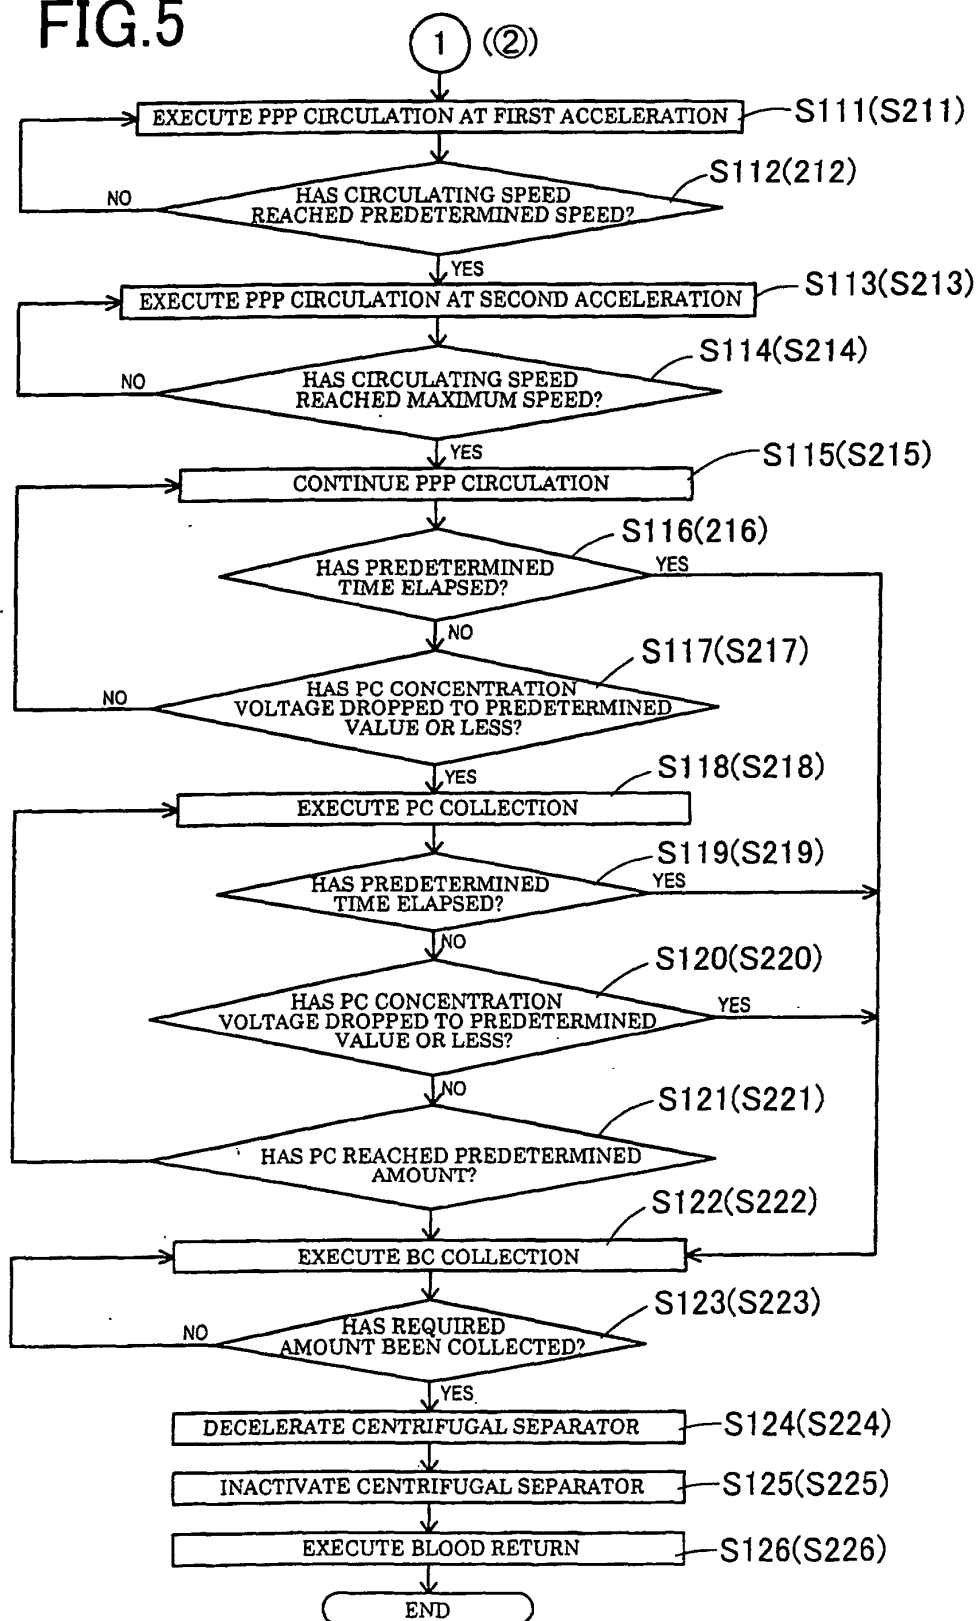 FIG.5
1 (②)
EXECUTE PPP CIRCULATION AT FIRST ACCELERATION
S111(S211)
HAS CIRCULATING SPEED
REACHED PREDETERMINED SPEED?
S112(212)
NO
YES
EXECUTE PPP CIRCULATION AT SECOND ACCELERATION
S113(S213)
HAS CIRCULATING SPEED
REACHED MAXIMUM SPEED?
S114(S214)
NO
YES
CONTINUE PPP CIRCULATION
S115(S215)
HAS PREDETERMINED
TIME ELAPSED?
S116(216)
YES
NO
HAS PC CONCENTRATION
VOLTAGE DROPPED TO PREDETERMINED
VALUE OR LESS?
S117(S217)
NO
YES
EXECUTE PC COLLECTION
S118(S218)
HAS PREDETERMINED
TIME ELAPSED?
S119(S219)
YES
NO
HAS PC CONCENTRATION
VOLTAGE DROPPED TO PREDETERMINED
VALUE OR LESS?
S120(S220)
YES
NO
HAS PC REACHED PREDETERMINED
AMOUNT?
S121(S221)
EXECUTE BC COLLECTION
S122(S222)
HAS REQUIRED
AMOUNT BEEN COLLECTED?
S123(S223)
NO
YES
DECELERATE CENTRIFUGAL SEPARATOR
S124(S224)
INACTIVATE CENTRIFUGAL SEPARATOR
S125(S225)
EXECUTE BLOOD RETURN
S126(S226)
END